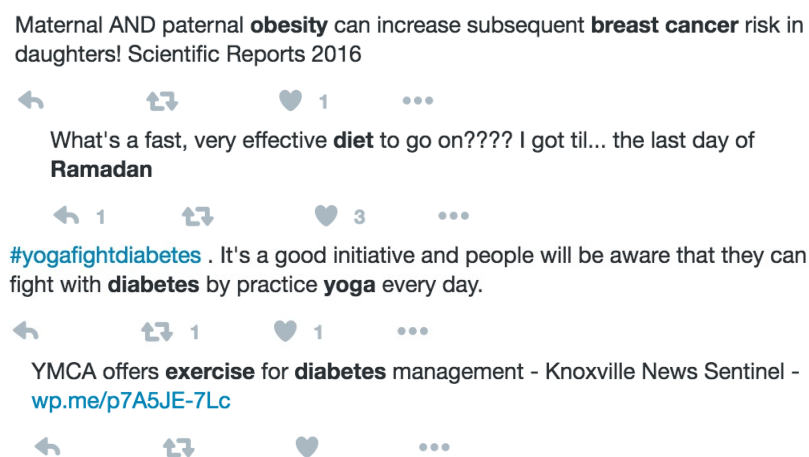 Maternal AND paternal obesity can increase subsequent breast cancer risk in
daughters! Scientific Reports 2016
1
What's a fast, very effective diet to go on???? I got til... the last day of
Ramadan
1 3
#yogafightdiabetes . It's a good initiative and people will be aware that they can
fight with diabetes by practice yoga every day.
1 1
YMCA offers exercise for diabetes management - Knoxville News Sentinel -
wp.me/p7A5JE-7Lc